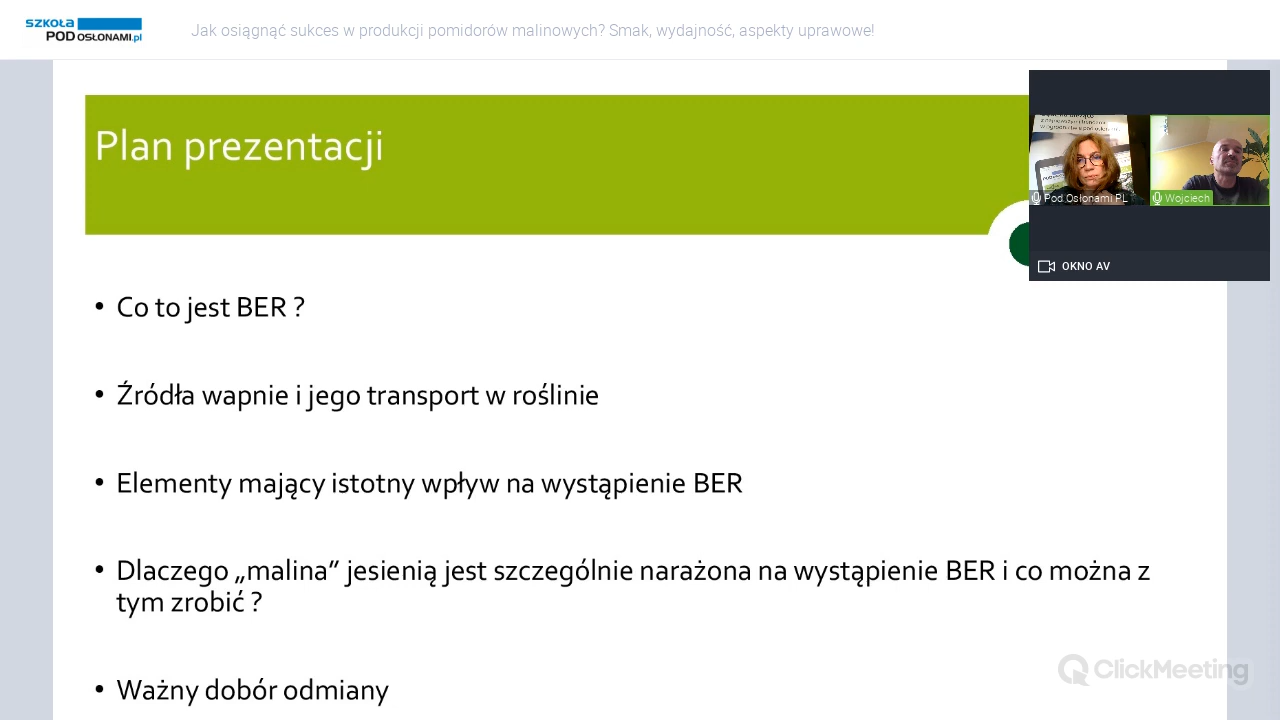 SZKOŁA
POD OSŁONAMI.pl
Jak osiągnąć sukces w produkcji pomidorów malinowych? Smak, wydajność, aspekty uprawowe!
Plan prezentacji
Pod Osłonami PL
Wojciech
OKNO AV
• Co to jest BER ?
• Źródła wapnie i jego transport w roślinie
• Elementy mający istotny wpływ na wystąpienie BER
• Dlaczego „malina” jesienią jest szczególnie narażona na wystąpienie BER i co można z
tym zrobić ?
• Ważny dobór odmiany
ClickMeeting